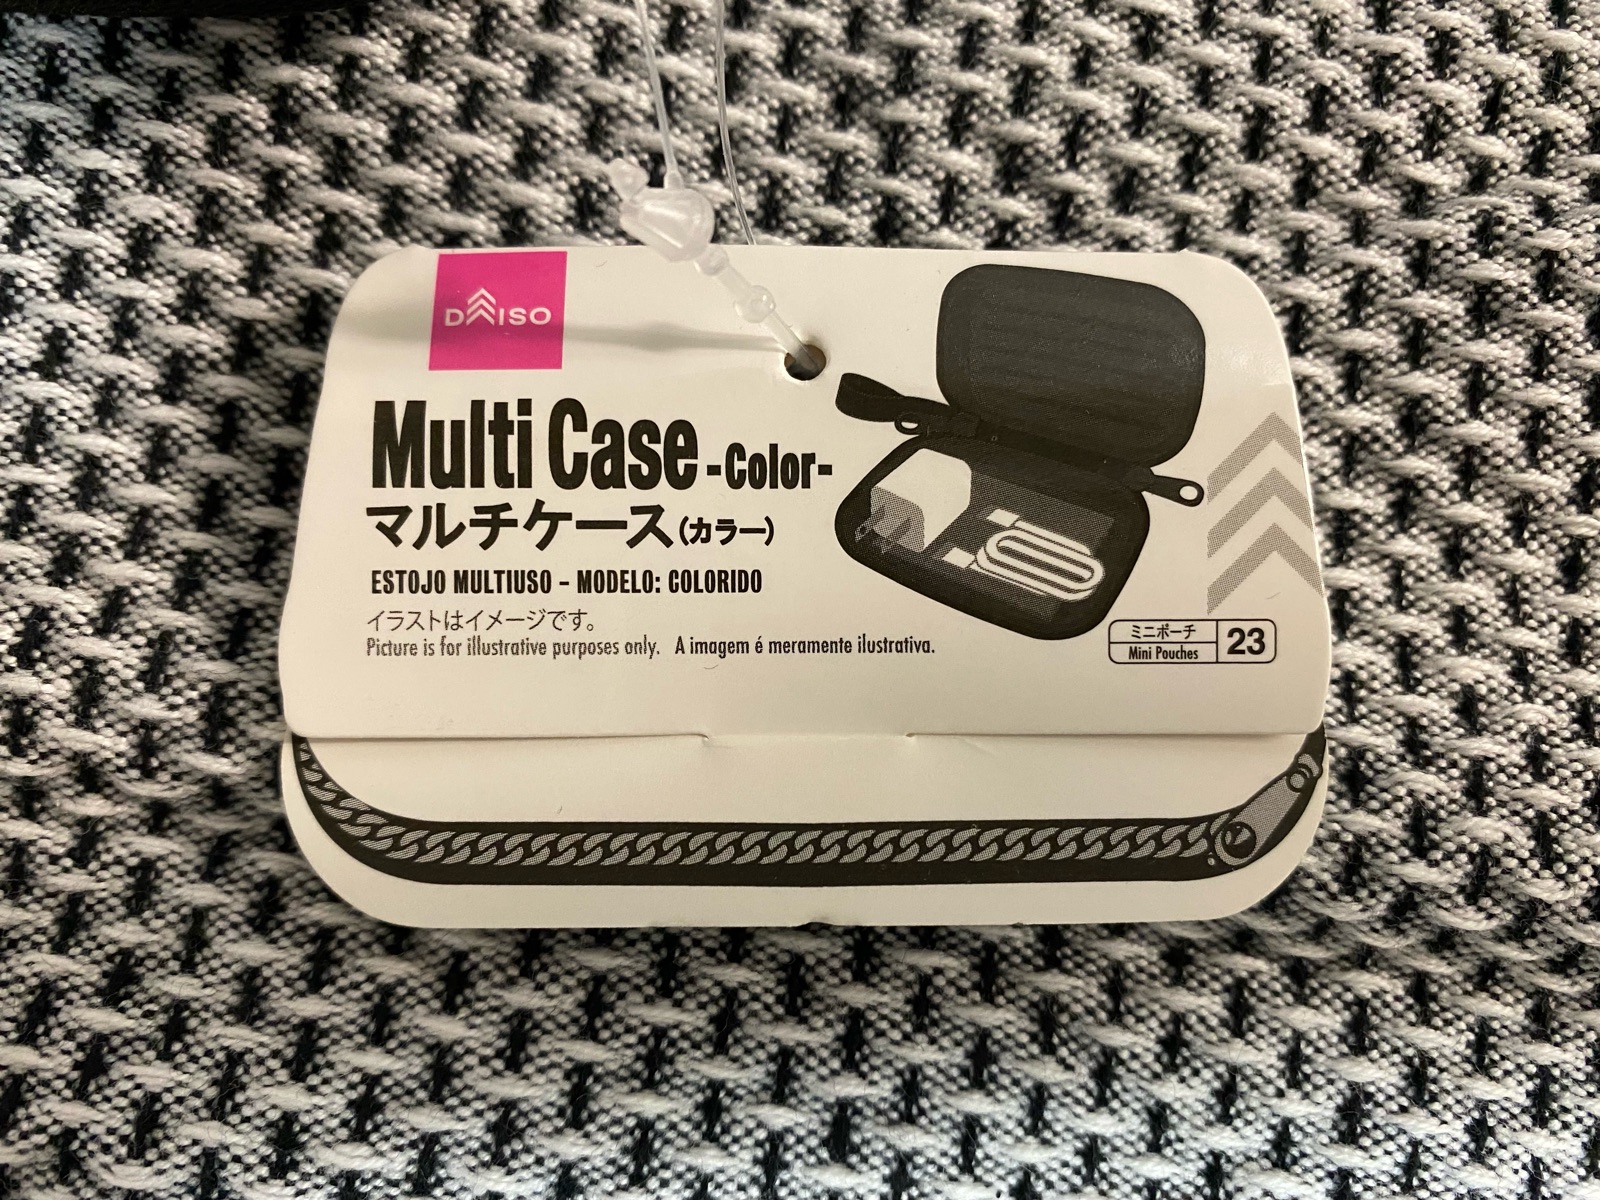 DAISO
Multi Case -Color-
マルチケース(カラー)
ESTOJO MULTIUSO – MODELO: COLORIDO
イラストはイメージです。
Picture is for illustrative purposes only. A imagem é meramente ilustrativa.
ミニポーチ
Mini Pouches
23